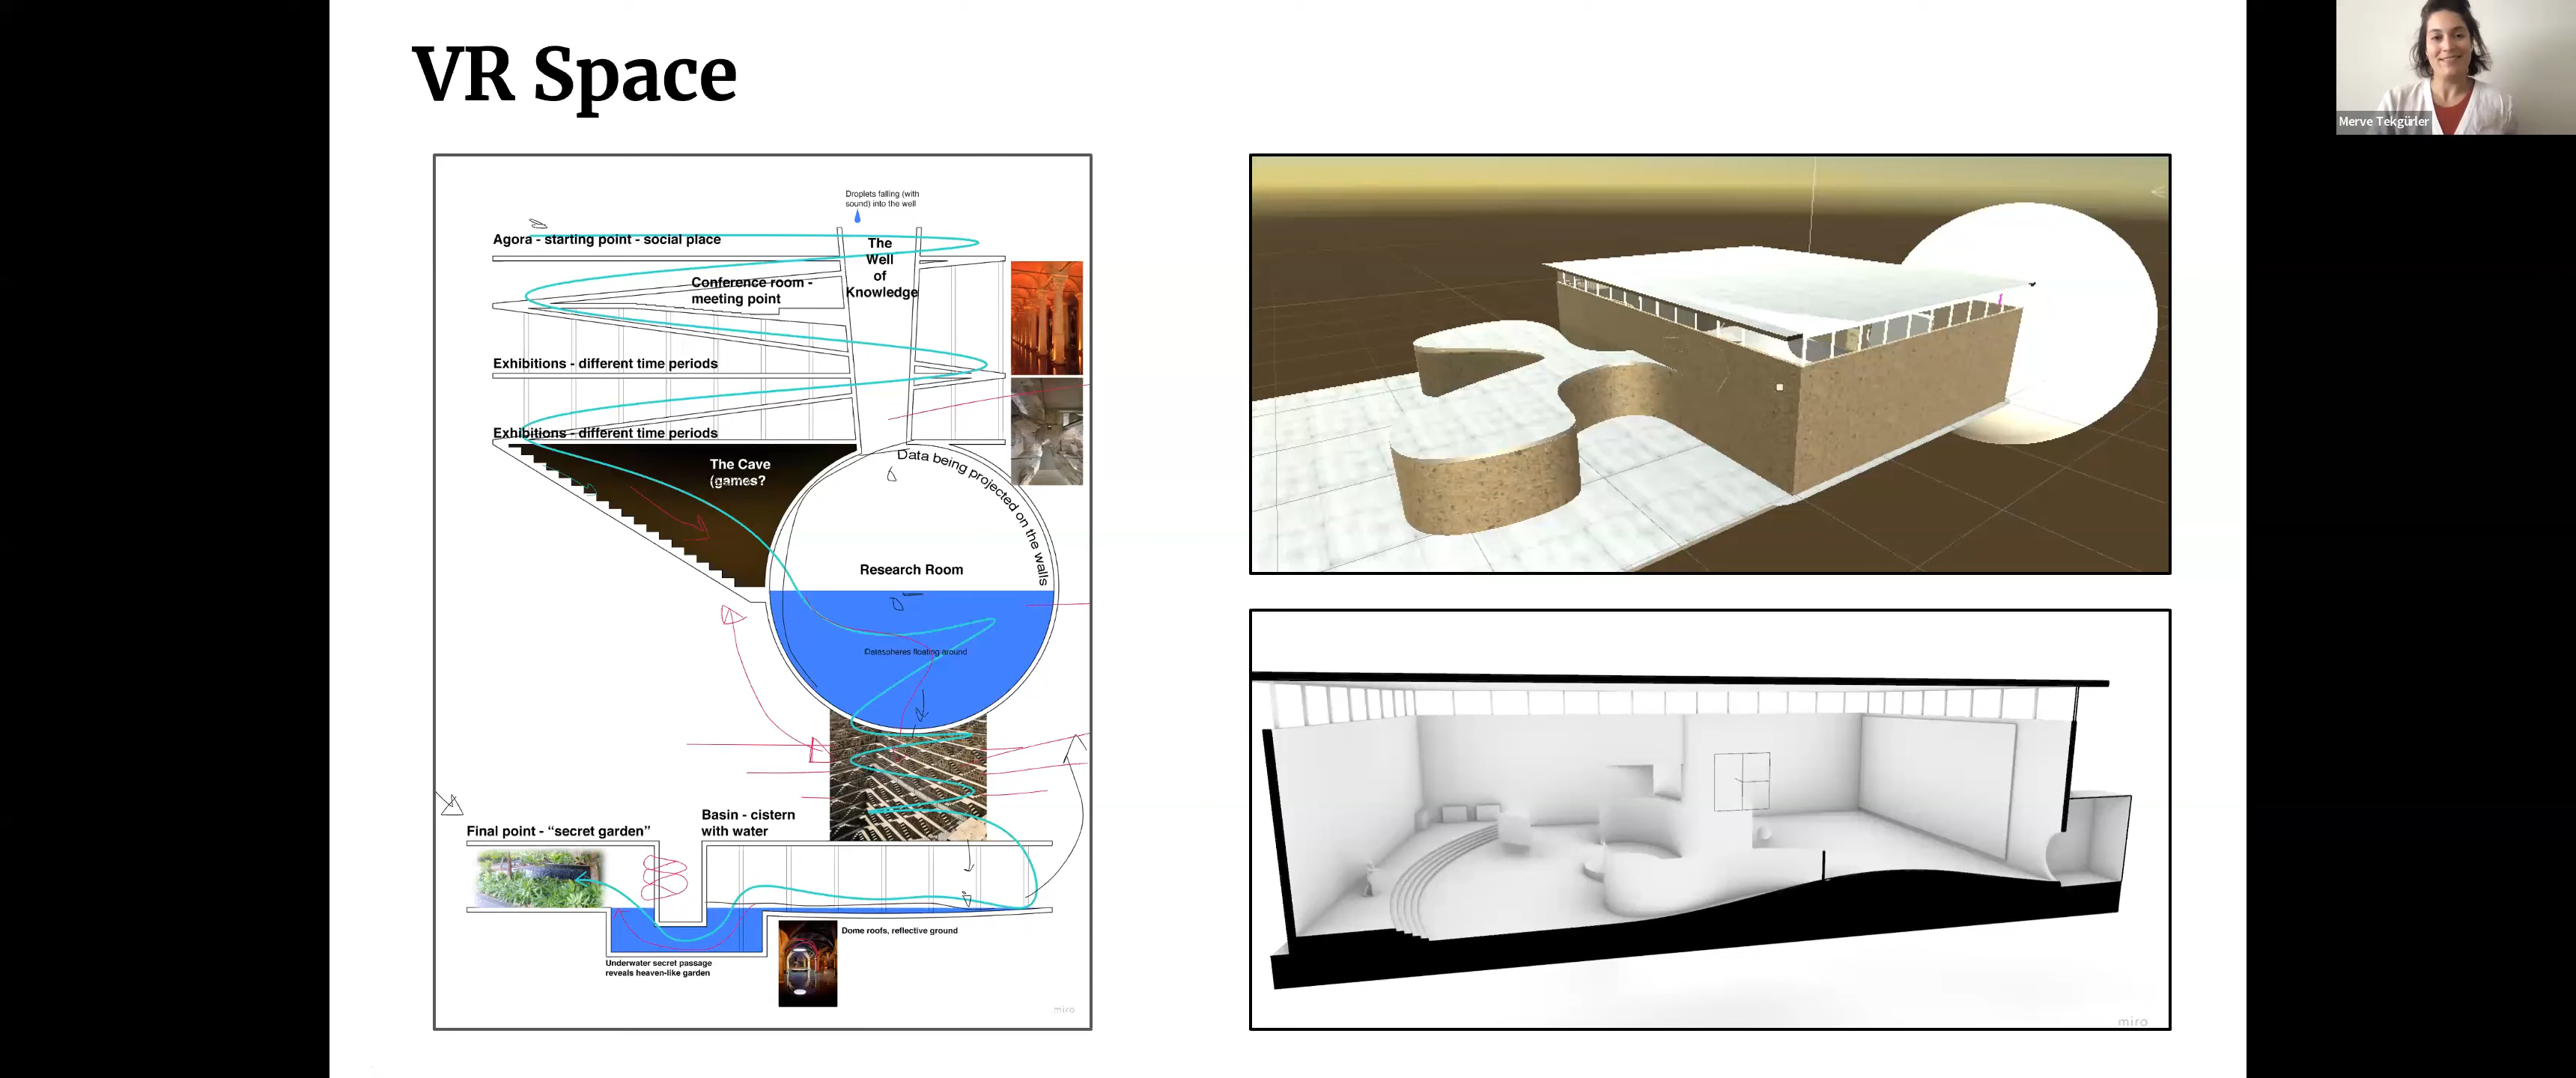 VR Space
Merve Tekgürler
Droplets falling (with
sound) into the well
Agora - starting point - social place
The
Well
of
Knowledge
Conference room -
meeting point
Exhibitions - different time periods
Exhibitions - different time periods
The Cave
(games?
Data being projected on the walls
Research Room
Dataspheres floating around
Basin - cistern
with water
Final point - “secret garden”
Dome roofs, reflective ground
Underwater secret passage
reveals heaven-like garden
miro
miro